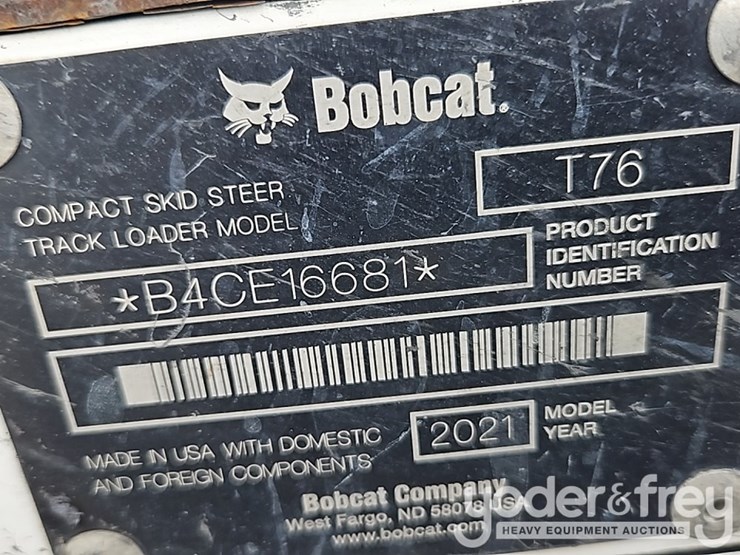 Bobcat®
COMPACT SKID STEER
TRACK LOADER MODEL
T76
*B4CE16681*
PRODUCT
IDENTIFICATION
NUMBER
MADE IN USA WITH DOMESTIC
AND FOREIGN COMPONENTS
2021
MODEL
YEAR
Bobcat Company
West Fargo, ND 58078 USA
www.bobcat.com
yoder&frey
HEAVY EQUIPMENT AUCTIONS